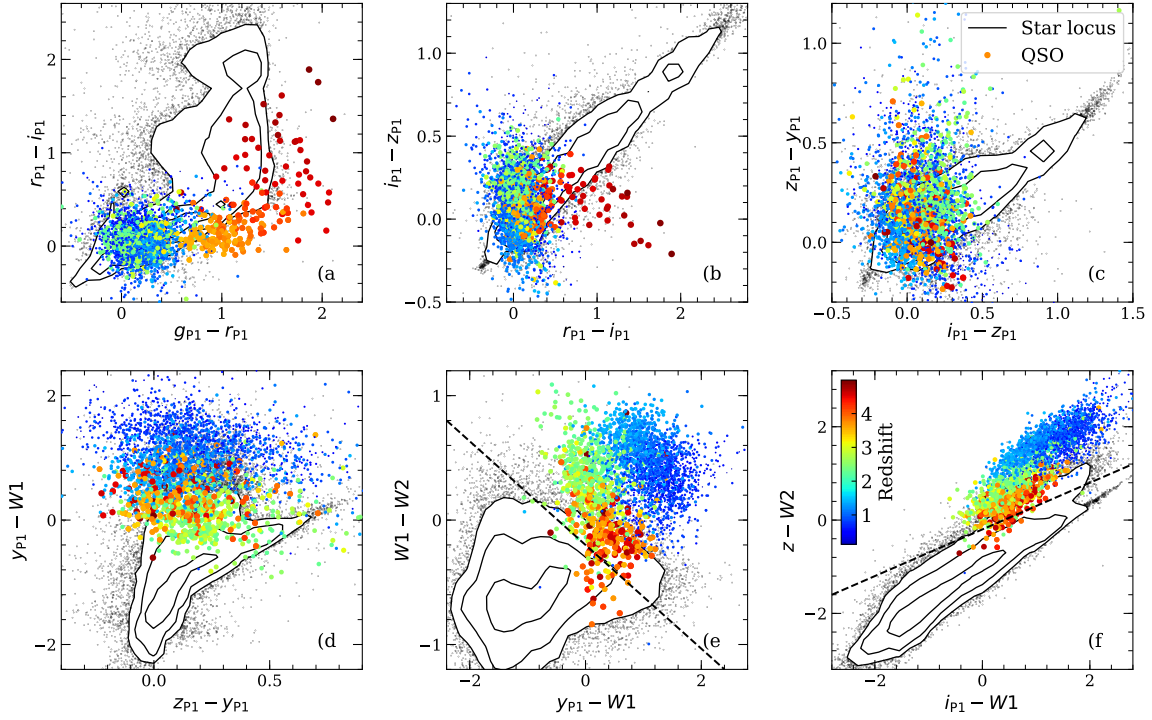 2
1
0
0
1
2
r_P1 − i_P1
g_P1 − r_P1
(a)
1.0
0.5
0.0
−0.5
0
1
2
i_P1 − z_P1
r_P1 − i_P1
(b)
1.2
0.8
0.4
0.0
−0.5
0.0
0.5
1.0
1.5
z_P1 − y_P1
i_P1 − z_P1
Star locus
QSO
(c)
2
0
−2
0.0
0.5
y_P1 − W1
z_P1 − y_P1
(d)
1
0
−1
−2
0
2
W1 − W2
y_P1 − W1
(e)
2
0
−2
−2
0
2
z − W2
i_P1 − W1
4
3
2
1
Redshift
(f)